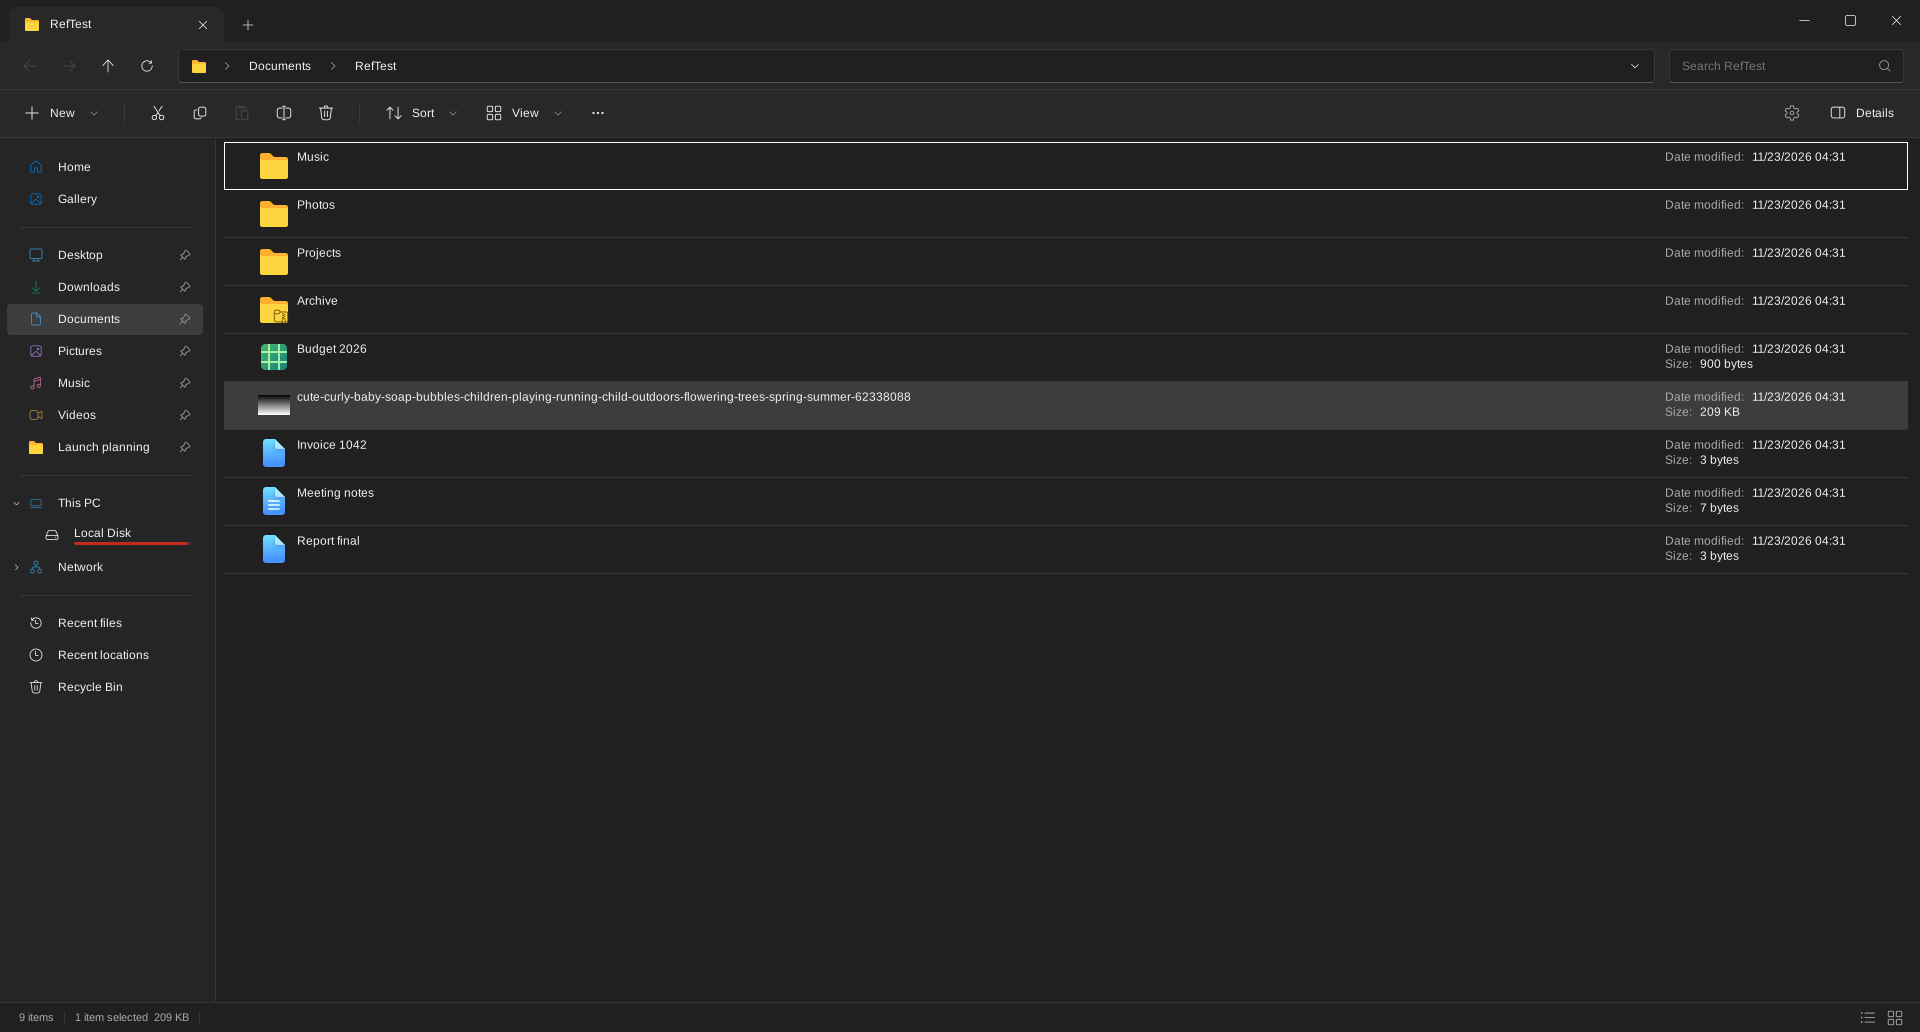 RefTest
Documents
RefTest
Search RefTest
New
Sort
View
Details
Home
Gallery
Desktop
Downloads
Documents
Pictures
Music
Videos
Launch planning
This PC
Local Disk
Network
Recent files
Recent locations
Recycle Bin
Music
Date modified: 11/23/2026 04:31
Photos
Date modified: 11/23/2026 04:31
Projects
Date modified: 11/23/2026 04:31
Archive
Date modified: 11/23/2026 04:31
Budget 2026
Date modified: 11/23/2026 04:31
Size: 900 bytes
cute-curly-baby-soap-bubbles-children-playing-running-child-outdoors-flowering-trees-spring-summer-62338088
Date modified: 11/23/2026 04:31
Size: 209 KB
Invoice 1042
Date modified: 11/23/2026 04:31
Size: 3 bytes
Meeting notes
Date modified: 11/23/2026 04:31
Size: 7 bytes
Report final
Date modified: 11/23/2026 04:31
Size: 3 bytes
9 items
1 item selected 209 KB